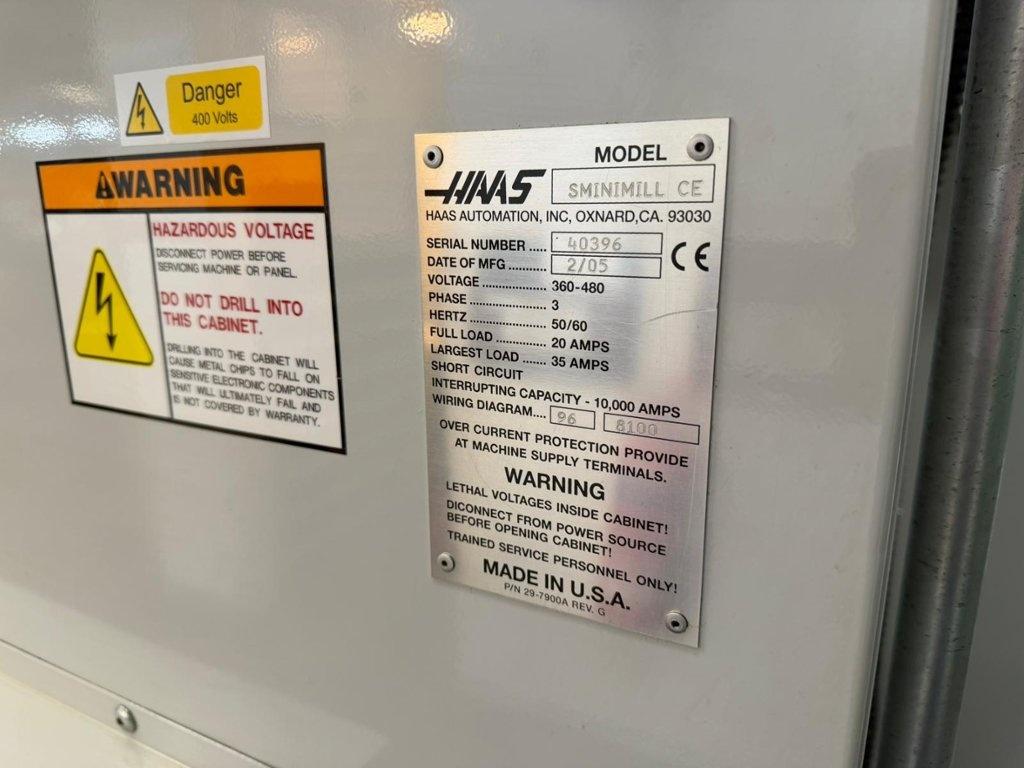 Danger
400 Volts
WARNING
HAZARDOUS VOLTAGE
DISCONNECT POWER BEFORE
SERVICING MACHINE OR PANEL.
DO NOT DRILL INTO
THIS CABINET.
DRILLING INTO THE CABINET WILL
CAUSE METAL CHIPS TO FALL ON
SENSITIVE ELECTRONIC COMPONENTS
THAT WILL ULTIMATELY FAIL AND
IS NOT COVERED BY WARRANTY.
MODEL
HAAS SMINIMILL CE
HAAS AUTOMATION, INC, OXNARD,CA. 93030
SERIAL NUMBER ..... 40396
DATE OF MFG .......... 2/05
CE
VOLTAGE ................. 360-480
PHASE ..................... 3
HERTZ ..................... 50/60
FULL LOAD .............. 20 AMPS
LARGEST LOAD ....... 35 AMPS
SHORT CIRCUIT
INTERRUPTING CAPACITY - 10,000 AMPS
WIRING DIAGRAM.... 96 8100
OVER CURRENT PROTECTION PROVIDE
AT MACHINE SUPPLY TERMINALS.
WARNING
LETHAL VOLTAGES INSIDE CABINET!
DICONNECT FROM POWER SOURCE
BEFORE OPENING CABINET!
TRAINED SERVICE PERSONNEL ONLY!
MADE IN U.S.A.
P/N 29-7900A REV. G